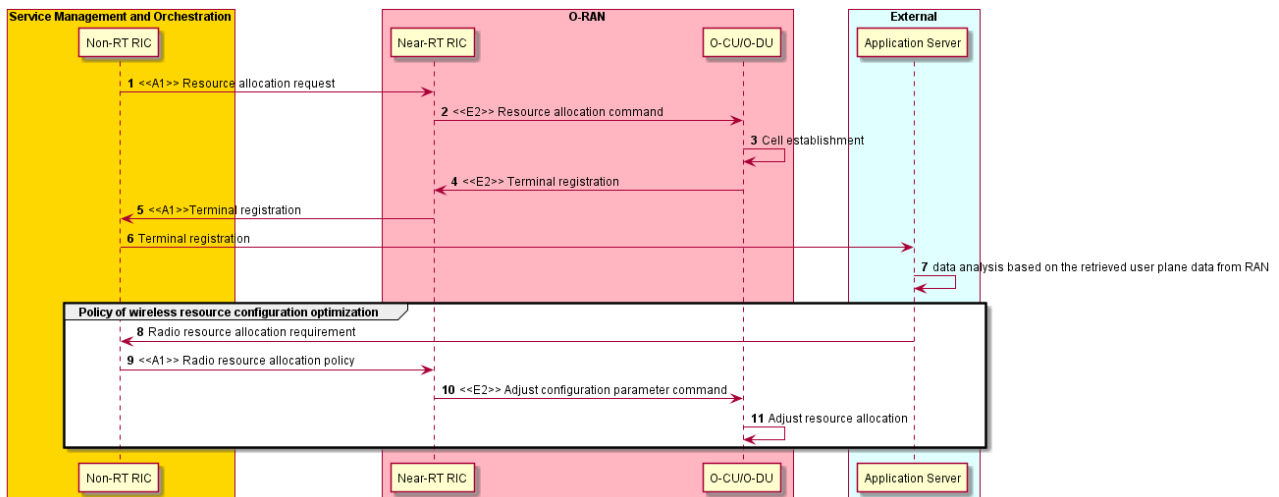 Service Management and Orchestration
O-RAN
External
Non-RT RIC
Near-RT RIC
O-CU/O-DU
Application Server
1 <<A1>> Resource allocation request
2 <<E2>> Resource allocation command
3 Cell establishment
4 <<E2>> Terminal registration
5 <<A1>>Terminal registration
6 Terminal registration
7 data analysis based on the retrieved user plane data from RAN
Policy of wireless resource configuration optimization
8 Radio resource allocation requirement
9 <<A1>> Radio resource allocation policy
10 <<E2>> Adjust configuration parameter command
11 Adjust resource allocation
Non-RT RIC
Near-RT RIC
O-CU/O-DU
Application Server